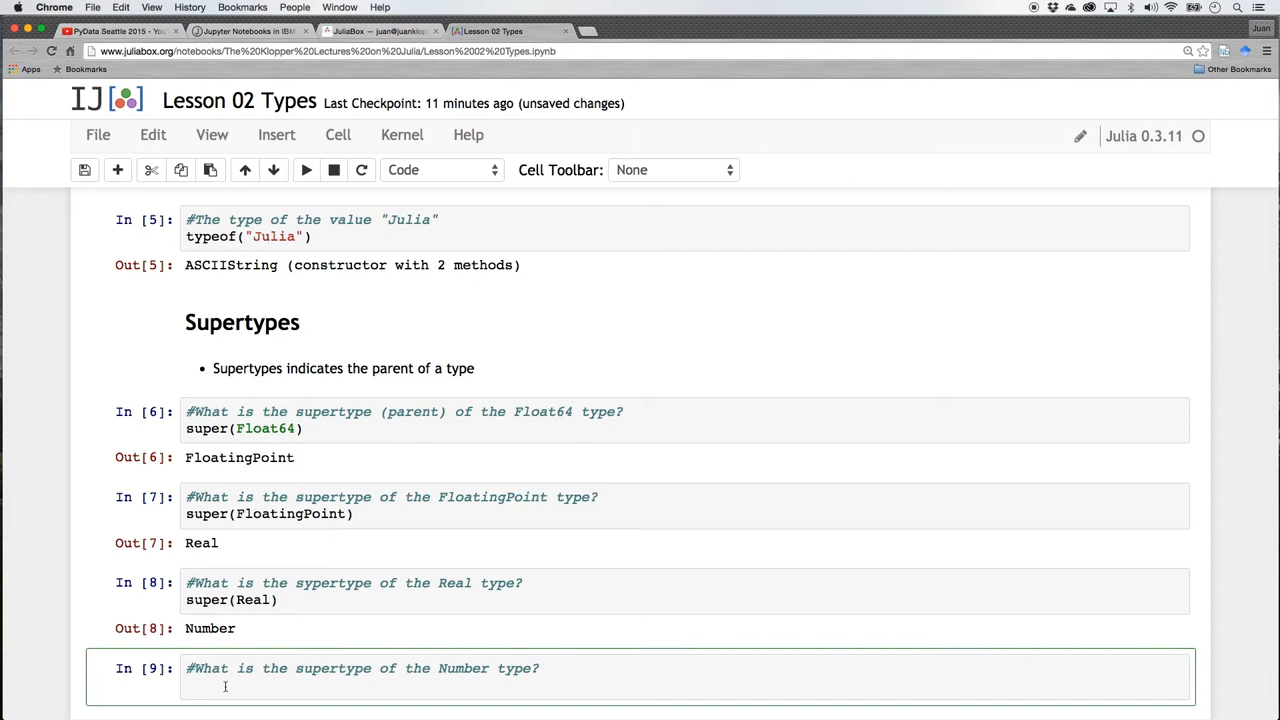 Chrome File Edit View History Bookmarks People Window Help
PyData Seattle 2015 - You
Jupyter Notebooks in IBM
JuliaBox — juan@juanklop
Lesson 02 Types
Juan
www.juliabox.org/notebooks/The%20Klopper%20Lectures%20on%20Julia/Lesson%2002%20Types.ipynb
Apps Bookmarks Other Bookmarks
IJ[ ] Lesson 02 Types Last Checkpoint: 11 minutes ago (unsaved changes)
File Edit View Insert Cell Kernel Help Julia 0.3.11
Code Cell Toolbar: None
In [5]: #The type of the value "Julia"
typeof("Julia")
Out[5]: ASCIIString (constructor with 2 methods)
Supertypes
• Supertypes indicates the parent of a type
In [6]: #What is the supertype (parent) of the Float64 type?
super(Float64)
Out[6]: FloatingPoint
In [7]: #What is the supertype of the FloatingPoint type?
super(FloatingPoint)
Out[7]: Real
In [8]: #What is the sypertype of the Real type?
super(Real)
Out[8]: Number
In [9]: #What is the supertype of the Number type?